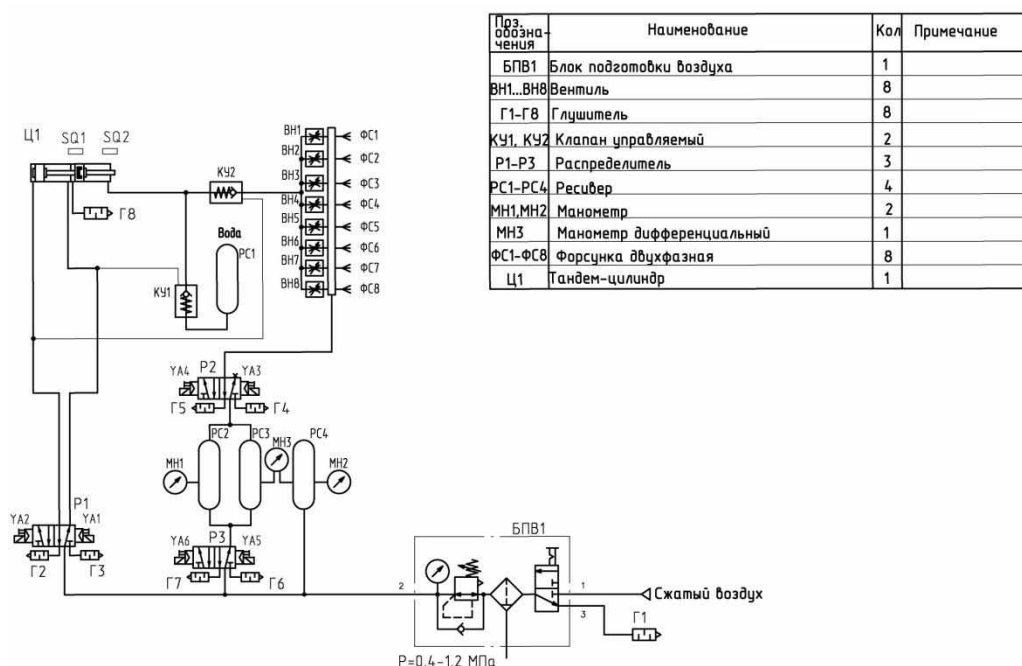 Поз. обозна-чения Наименование Кол Примечание
БПВ1 Блок подготовки воздуха 1
ВН1...ВН8 Вентиль 8
Г1-Г8 Глушитель 8
КУ1, КУ2 Клапан управляемый 2
Р1-Р3 Распределитель 3
РС1-РС4 Ресивер 4
МН1,МН2 Манометр 2
МН3 Манометр дифференциальный 1
ФС1-ФС8 Форсунка двухфазная 8
Ц1 Тандем-цилиндр 1
Ц1 SQ1 SQ2
Г8
КУ2
Вода
РС1
КУ1
ВН1 ФС1
ВН2 ФС2
ВН3 ФС3
ВН4 ФС4
ВН5 ФС5
ВН6 ФС6
ВН7 ФС7
ВН8 ФС8
YA4 Р2 YA3
Г5 Г4
РС2 РС3 РС4
МН1 МН3 МН2
YA2 Р1 YA1
Г2 Г3
YA6 Р3 YA5
Г7 Г6
БПВ1
2 1 Сжатый воздух
3 Г1
Р=0,4-1,2 МПа